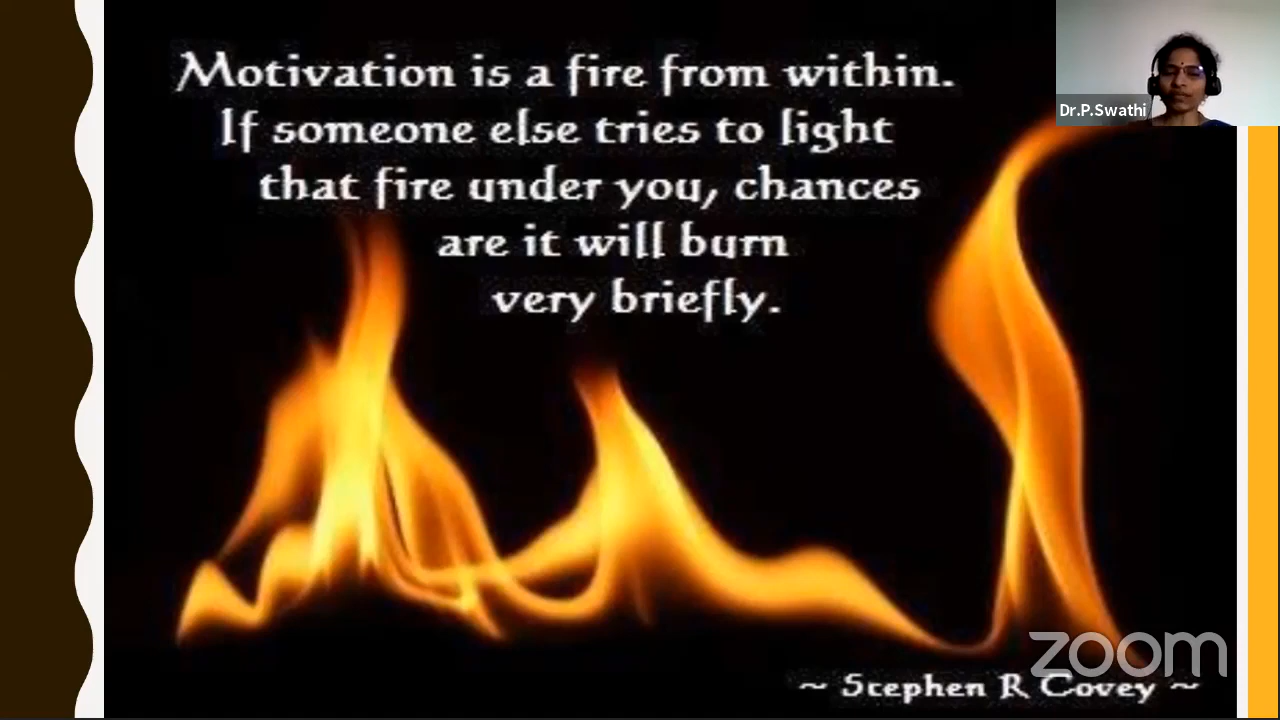 Motivation is a fire from within.
If someone else tries to light
that fire under you, chances
are it will burn
very briefly.
~ Stephen R Covey ~
Dr.P.Swathi
zoom